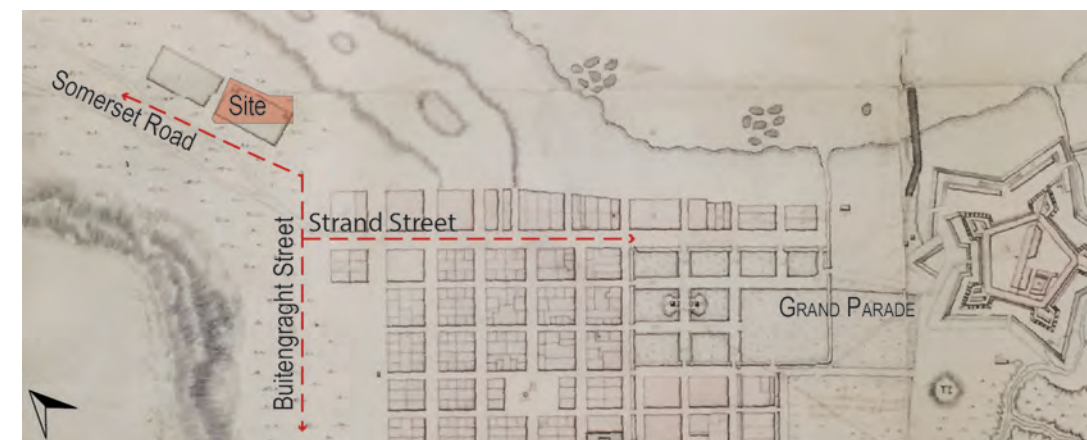 Somerset Road
Site
Strand Street
Buitengraght Street
GRAND PARADE